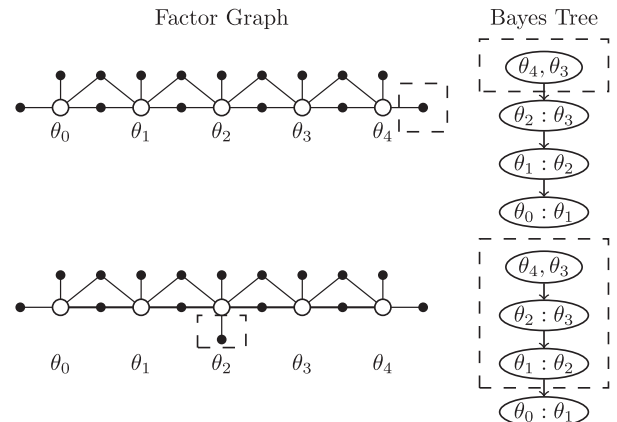 Factor Graph
Bayes Tree
θ₀ θ₁ θ₂ θ₃ θ₄
θ₄, θ₃
θ₂ : θ₃
θ₁ : θ₂
θ₀ : θ₁
θ₀ θ₁ θ₂ θ₃ θ₄
θ₄, θ₃
θ₂ : θ₃
θ₁ : θ₂
θ₀ : θ₁